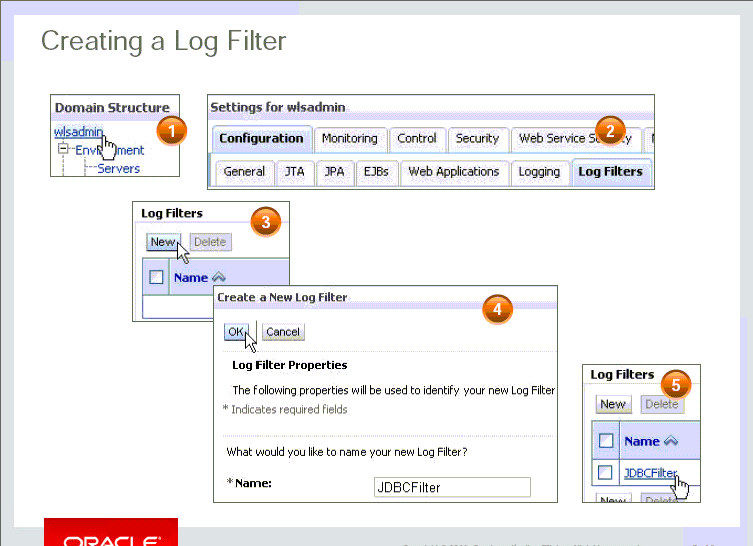 Creating a Log Filter
Domain Structure
wlsadmin
1
Servers
Settings for wlsadmin
2
Configuration Monitoring Control Security Web Service
General JTA JPA EJBs Web Applications Logging Log Filters
Log Filters
3
New Delete
Name
Create a New Log Filter
4
OK Cancel
Log Filter Properties
The following properties will be used to identify your new Log Filter
* Indicates required fields
What would you like to name your new Log Filter?
* Name: JDBCFilter
Log Filters
5
New Delete
Name
JDBCFilter
New Delete
ORACLE